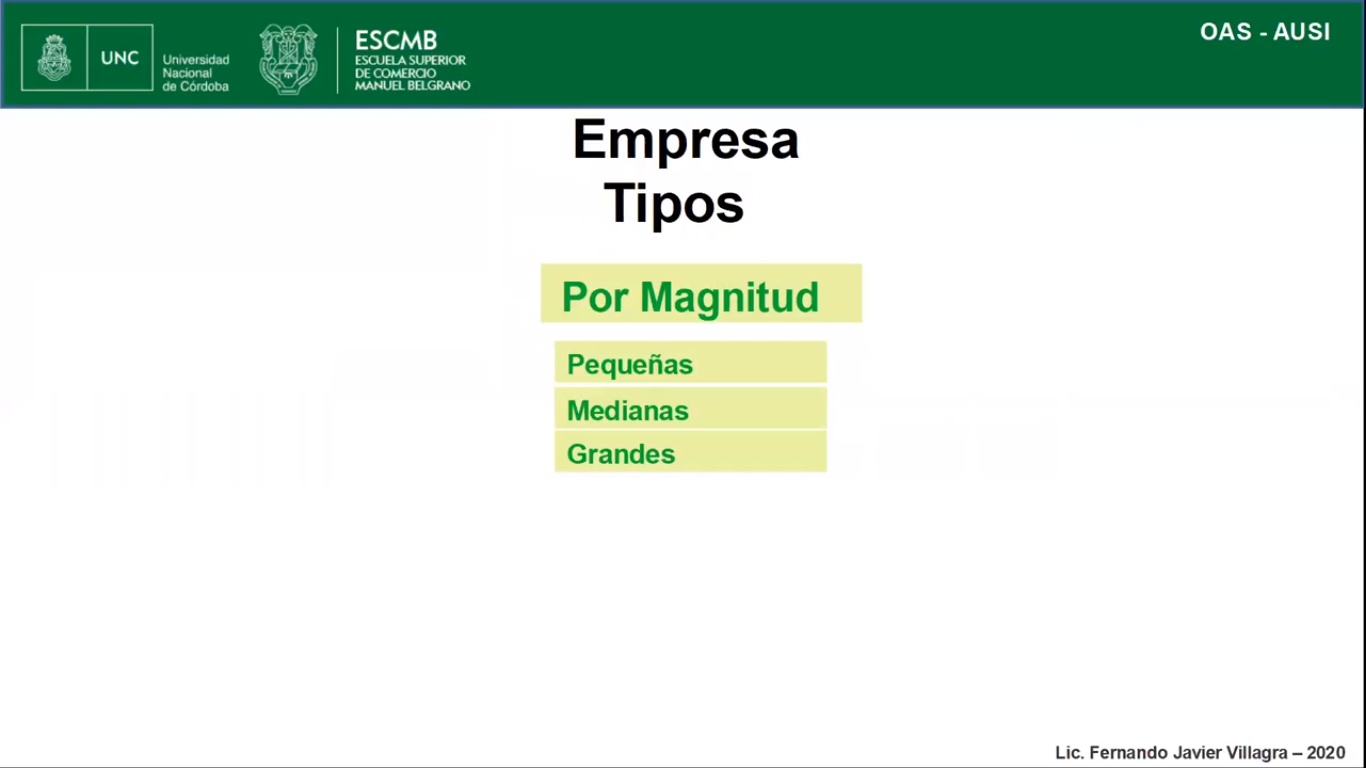 UNC
Universidad
Nacional
de Córdoba
ESCMB
ESCUELA SUPERIOR
DE COMERCIO
MANUEL BELGRANO
OAS - AUSI
Empresa
Tipos
Por Magnitud
Pequeñas
Medianas
Grandes
Lic. Fernando Javier Villagra – 2020